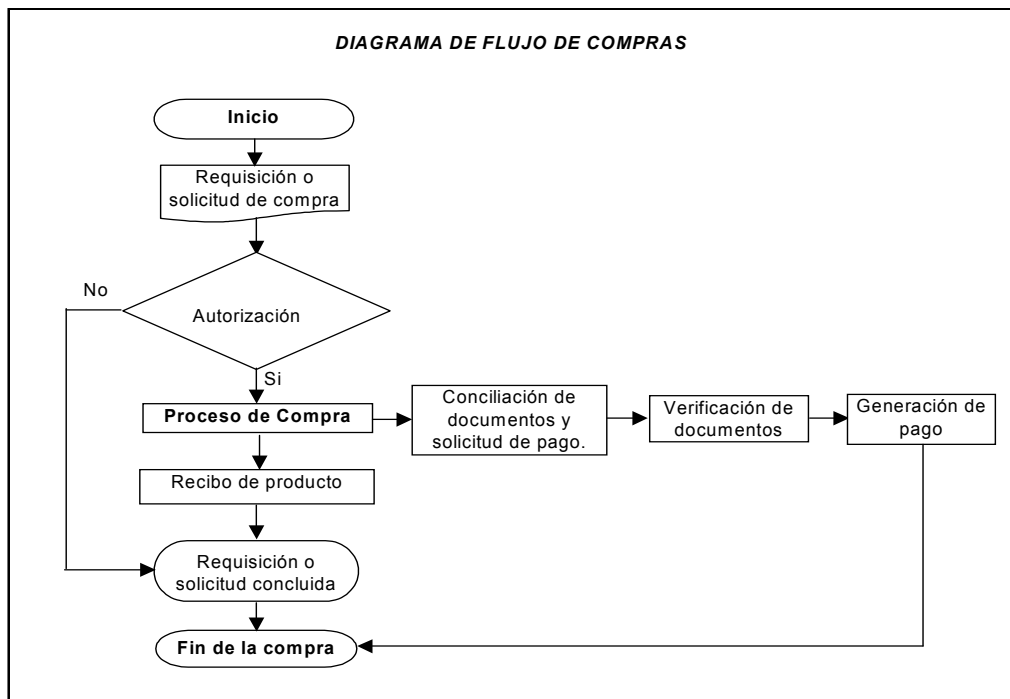 DIAGRAMA DE FLUJO DE COMPRAS
Inicio
Requisición o
solicitud de compra
No
Autorización
Si
Proceso de Compra
Conciliación de
documentos y
solicitud de pago.
Verificación de
documentos
Generación de
pago
Recibo de producto
Requisición o
solicitud concluida
Fin de la compra